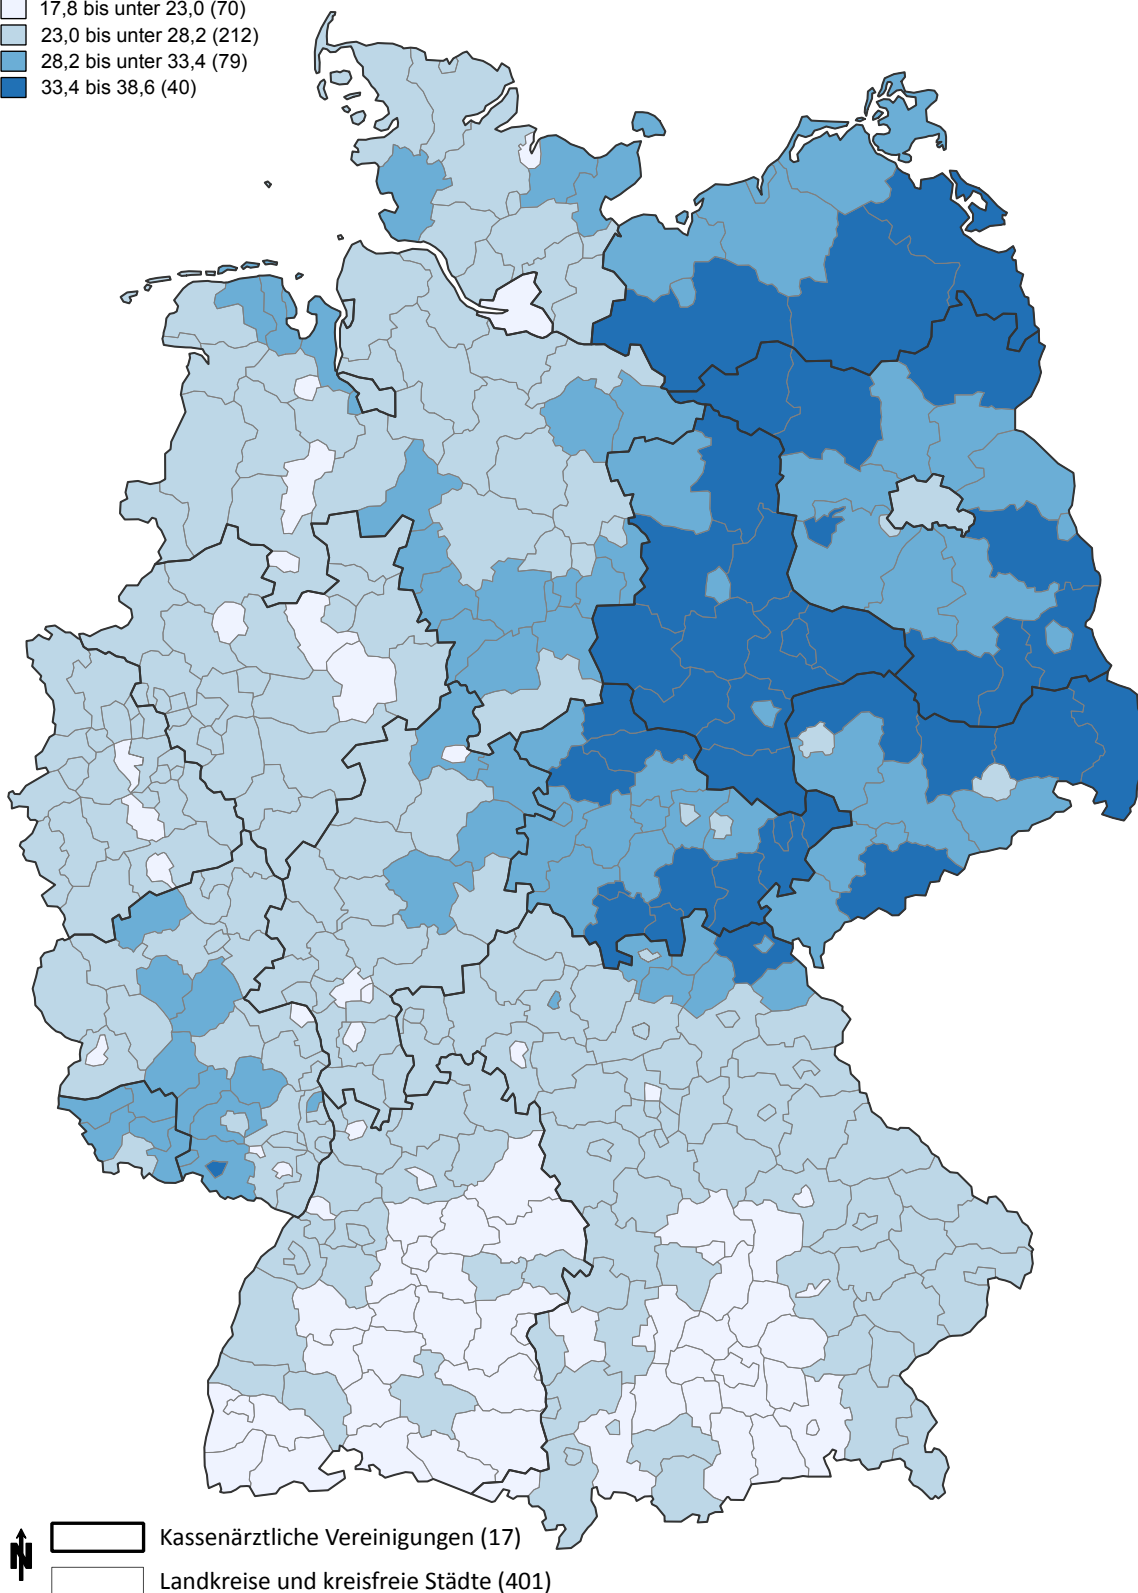 17,8 bis unter 23,0 (70)
23,0 bis unter 28,2 (212)
28,2 bis unter 33,4 (79)
33,4 bis 38,6 (40)
N
Kassenärztliche Vereinigungen (17)
Landkreise und kreisfreie Städte (401)